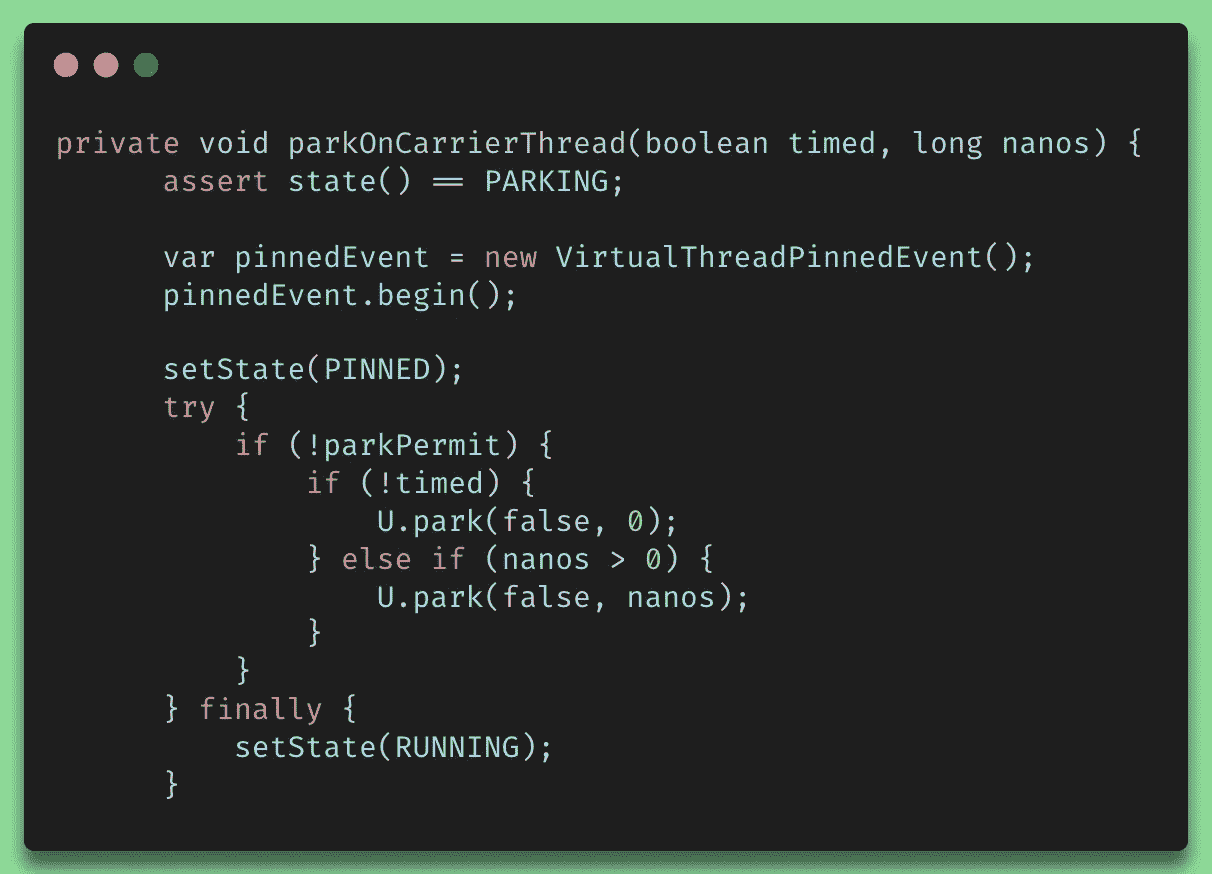 private void parkOnCarrierThread(boolean timed, long nanos) {
assert state() == PARKING;
var pinnedEvent = new VirtualThreadPinnedEvent();
pinnedEvent.begin();
setState(PINNED);
try {
if (!parkPermit) {
if (!timed) {
U.park(false, 0);
} else if (nanos > 0) {
U.park(false, nanos);
}
}
} finally {
setState(RUNNING);
}